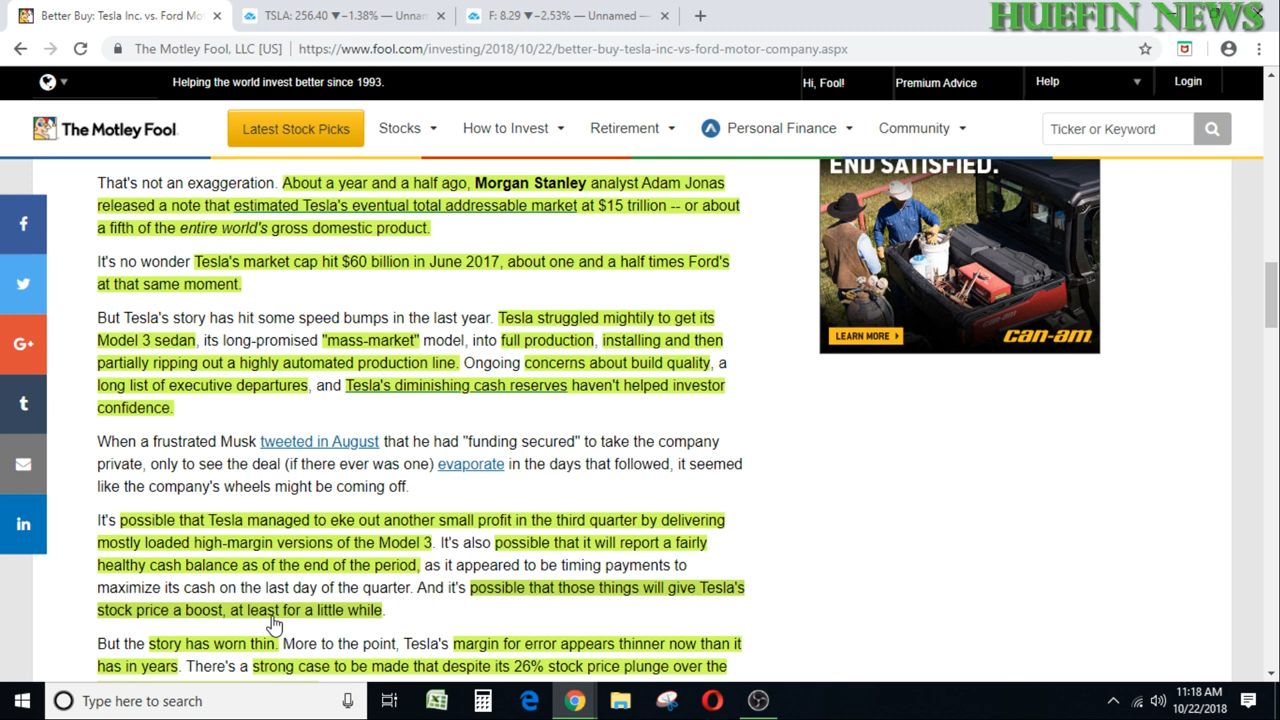 Better Buy: Tesla Inc. vs. Ford Mot
TSLA: 256.40 ▼−1.38% — Unnam
F: 8.29 ▼−2.53% — Unnamed —
HUEFIN NEWS
The Motley Fool, LLC [US] | https://www.fool.com/investing/2018/10/22/better-buy-tesla-inc-vs-ford-motor-company.aspx
Helping the world invest better since 1993.
Hi, Fool!
Premium Advice
Help
Login
The Motley Fool.
Latest Stock Picks
Stocks
How to Invest
Retirement
Personal Finance
Community
Ticker or Keyword
That's not an exaggeration. About a year and a half ago, Morgan Stanley analyst Adam Jonas
released a note that estimated Tesla's eventual total addressable market at $15 trillion -- or about
a fifth of the entire world's gross domestic product.
It's no wonder Tesla's market cap hit $60 billion in June 2017, about one and a half times Ford's
at that same moment.
But Tesla's story has hit some speed bumps in the last year. Tesla struggled mightily to get its
Model 3 sedan, its long-promised "mass-market" model, into full production, installing and then
partially ripping out a highly automated production line. Ongoing concerns about build quality, a
long list of executive departures, and Tesla's diminishing cash reserves haven't helped investor
confidence.
When a frustrated Musk tweeted in August that he had "funding secured" to take the company
private, only to see the deal (if there ever was one) evaporate in the days that followed, it seemed
like the company's wheels might be coming off.
It's possible that Tesla managed to eke out another small profit in the third quarter by delivering
mostly loaded high-margin versions of the Model 3. It's also possible that it will report a fairly
healthy cash balance as of the end of the period, as it appeared to be timing payments to
maximize its cash on the last day of the quarter. And it's possible that those things will give Tesla's
stock price a boost, at least for a little while.
But the story has worn thin. More to the point, Tesla's margin for error appears thinner now than it
has in years. There's a strong case to be made that despite its 26% stock price plunge over the
END SATISFIED.
LEARN MORE
can-am
Type here to search
11:18 AM
10/22/2018